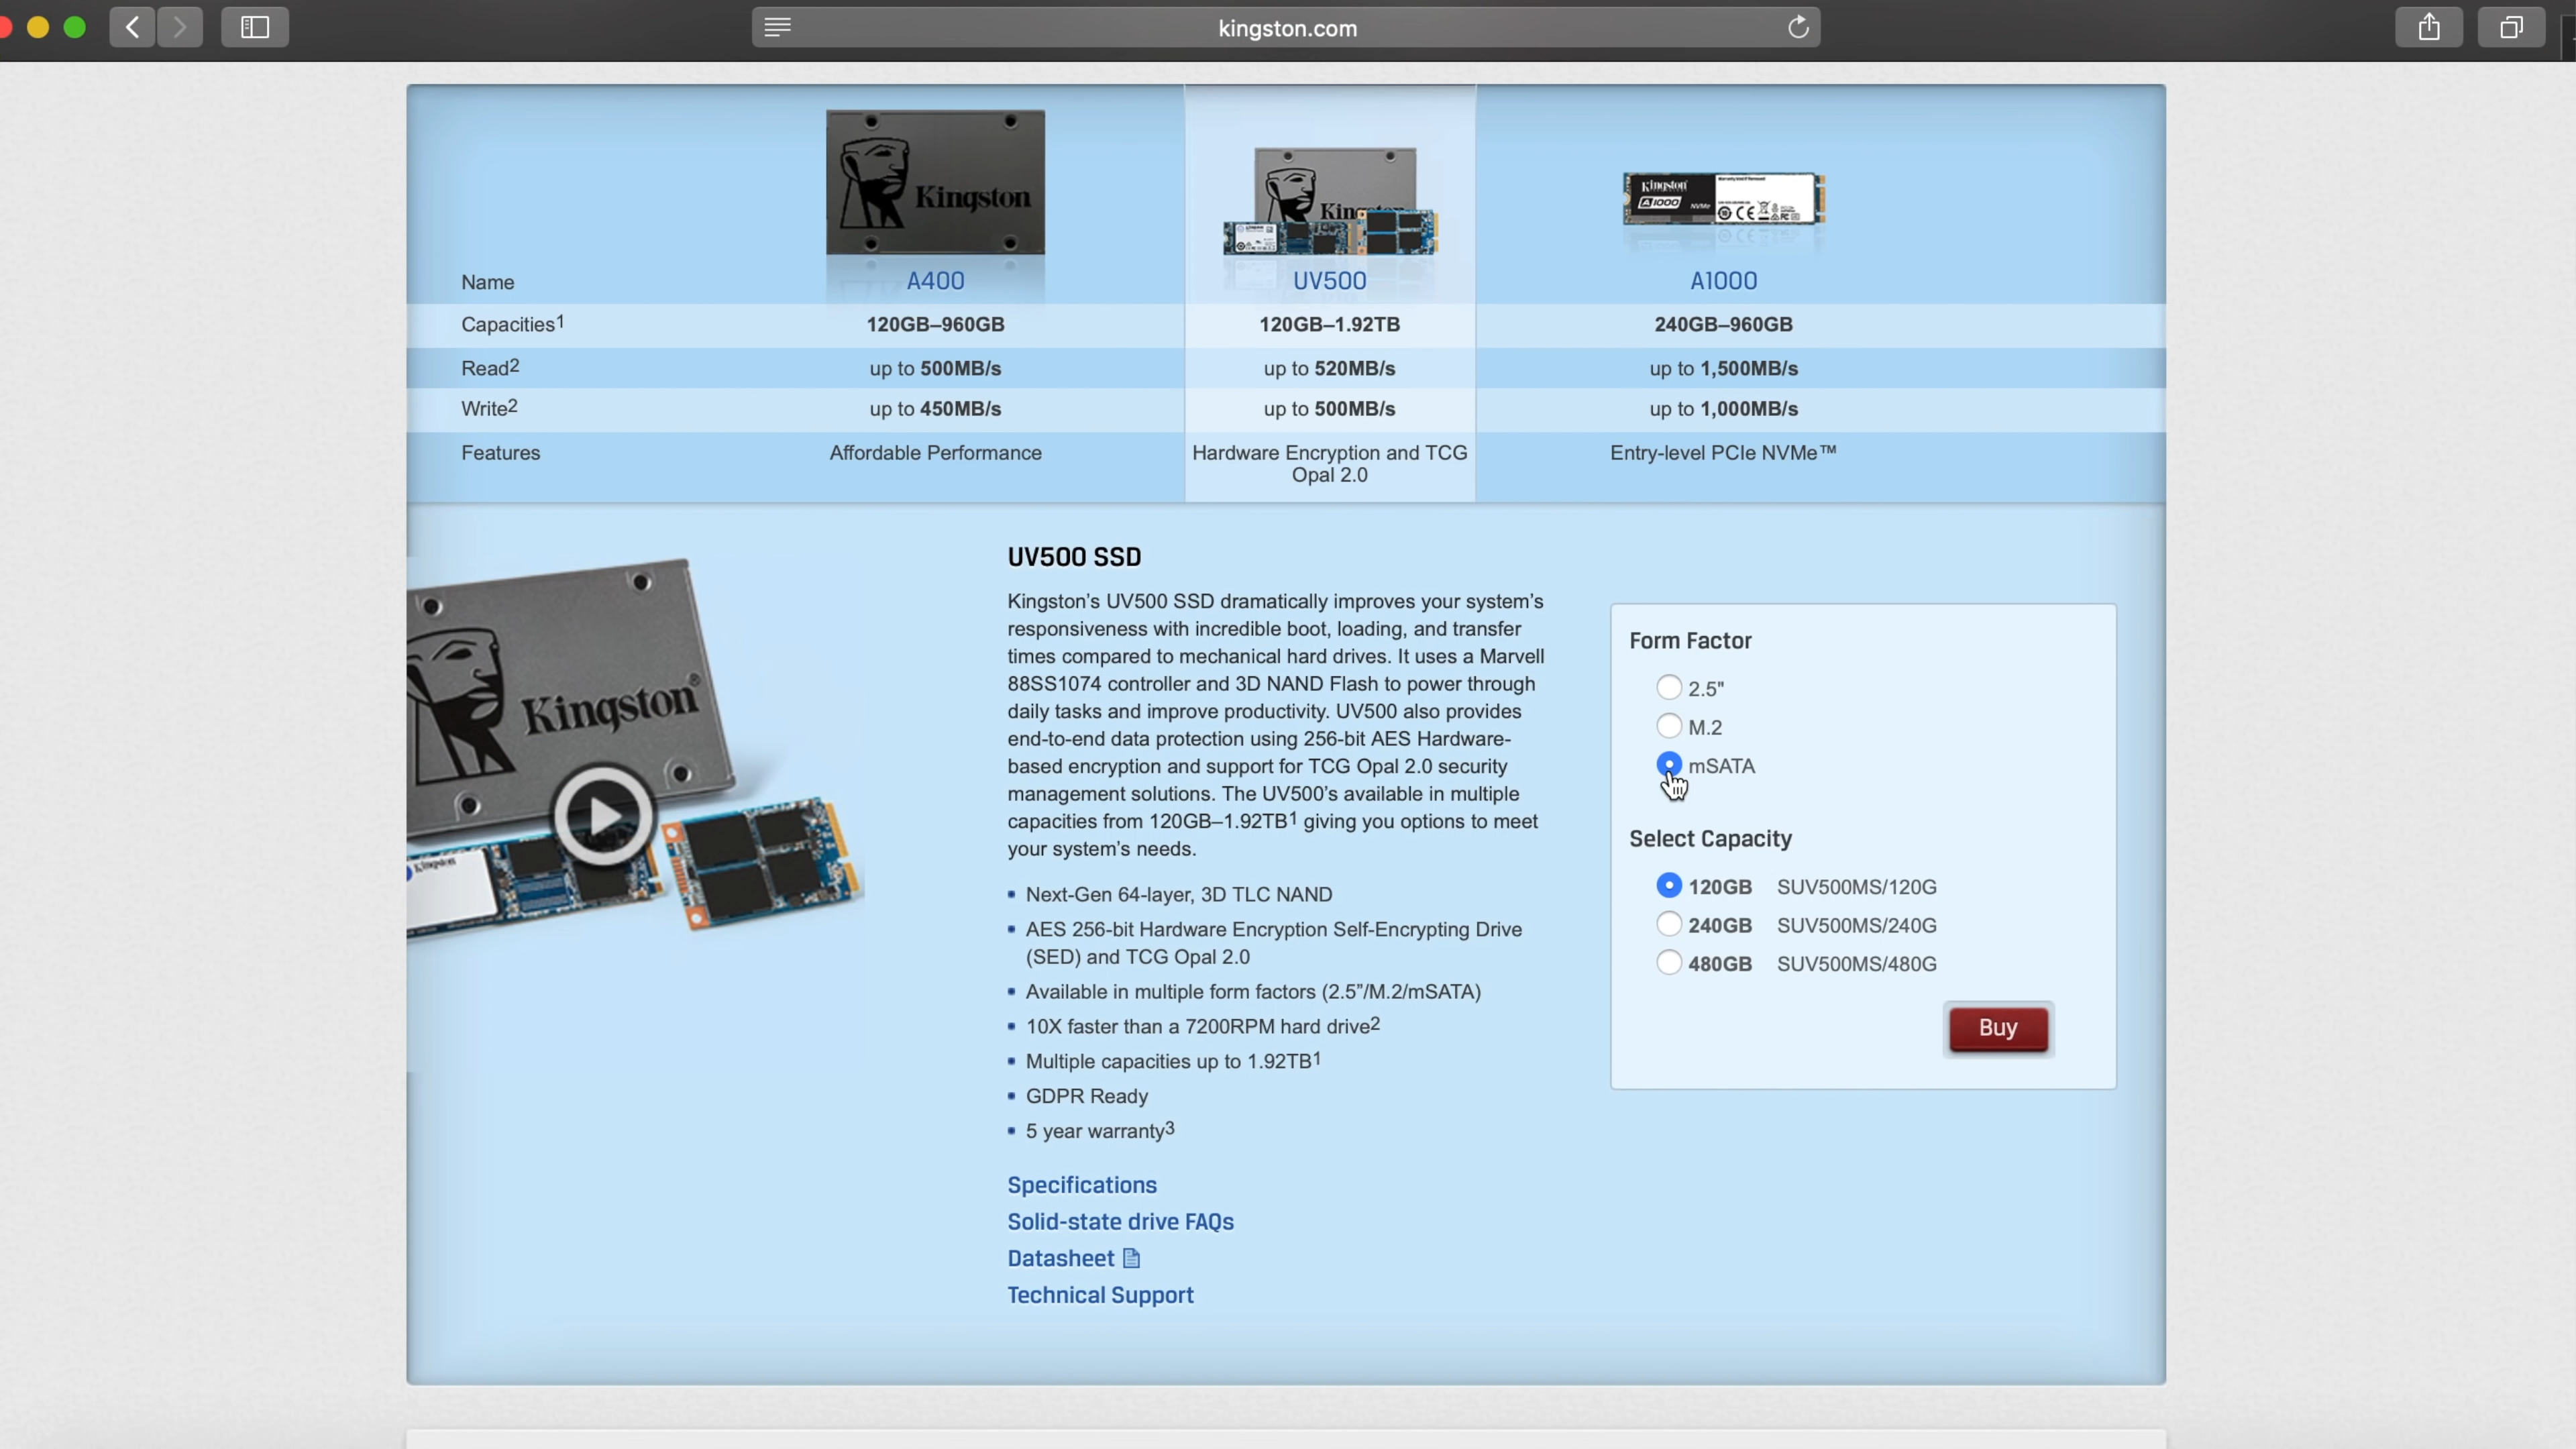 kingston.com
Kingston
Kingston
Kingston
A1000
NVMe
Name
A400
UV500
A1000
Capacities1
120GB–960GB
120GB–1.92TB
240GB–960GB
Read2
up to 500MB/s
up to 520MB/s
up to 1,500MB/s
Write2
up to 450MB/s
up to 500MB/s
up to 1,000MB/s
Features
Affordable Performance
Hardware Encryption and TCG
Opal 2.0
Entry-level PCIe NVMe™
Kingston
Kingston
UV500 SSD
Kingston’s UV500 SSD dramatically improves your system’s
responsiveness with incredible boot, loading, and transfer
times compared to mechanical hard drives. It uses a Marvell
88SS1074 controller and 3D NAND Flash to power through
daily tasks and improve productivity. UV500 also provides
end-to-end data protection using 256-bit AES Hardware-
based encryption and support for TCG Opal 2.0 security
management solutions. The UV500’s available in multiple
capacities from 120GB–1.92TB1 giving you options to meet
your system’s needs.
Next-Gen 64-layer, 3D TLC NAND
AES 256-bit Hardware Encryption Self-Encrypting Drive
(SED) and TCG Opal 2.0
Available in multiple form factors (2.5”/M.2/mSATA)
10X faster than a 7200RPM hard drive2
Multiple capacities up to 1.92TB1
GDPR Ready
5 year warranty3
Specifications
Solid-state drive FAQs
Datasheet
Technical Support
Form Factor
2.5"
M.2
mSATA
Select Capacity
120GB SUV500MS/120G
240GB SUV500MS/240G
480GB SUV500MS/480G
Buy